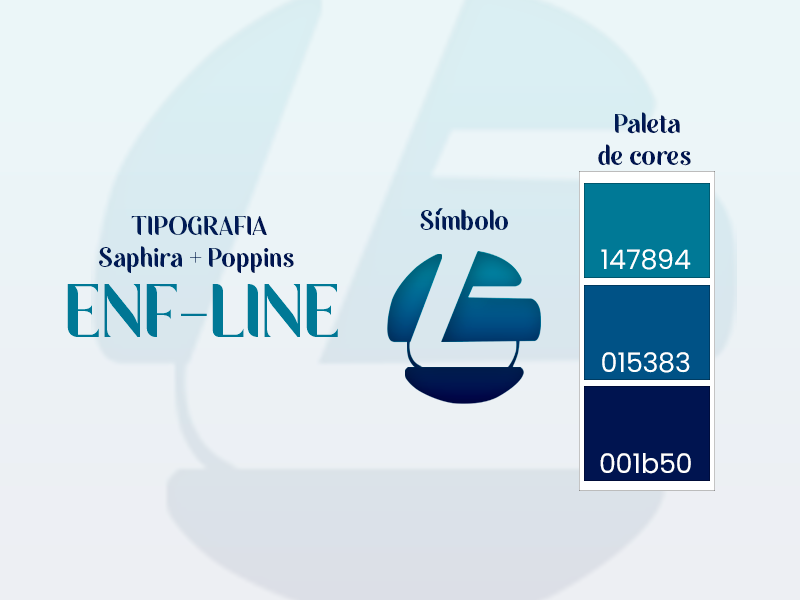 TIPOGRAFIA
Saphira + Poppins
ENF-LINE
Símbolo
Paleta
de cores
147894
015383
001b50